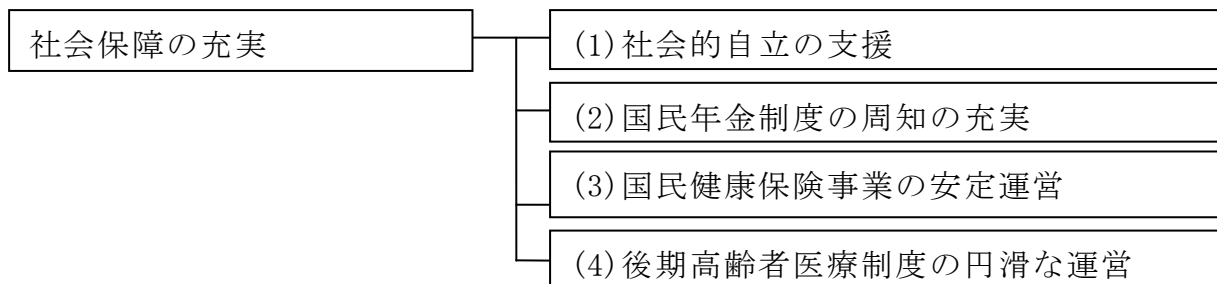 社会保障の充実
(1)社会的自立の支援
(2)国民年金制度の周知の充実
(3)国民健康保険事業の安定運営
(4)後期高齢者医療制度の円滑な運営